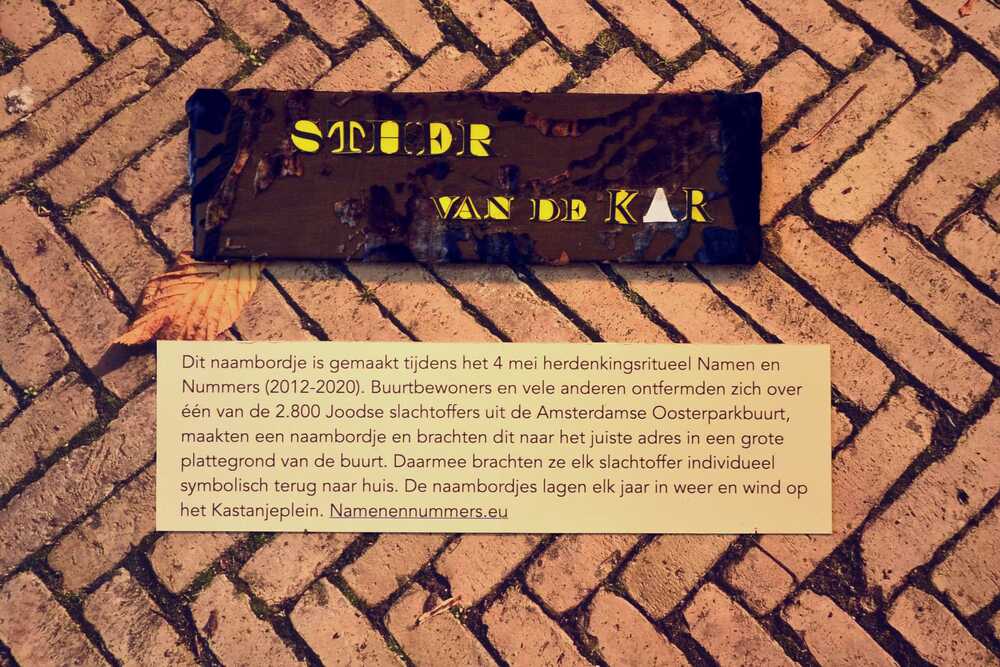 VAN DE KAR
Dit naambordje is gemaakt tijdens het 4 mei herdenkingsritueel Namen en
Nummers (2012-2020). Buurtbewoners en vele anderen ontfermden zich over
één van de 2.800 Joodse slachtoffers uit de Amsterdamse Oosterparkbuurt,
maakten een naambordje en brachten dit naar het juiste adres in een grote
plattegrond van de buurt. Daarmee brachten ze elk slachtoffer individueel
symbolisch terug naar huis. De naambordjes lagen elk jaar in weer en wind op
het Kastanjeplein. Namenennummers.eu